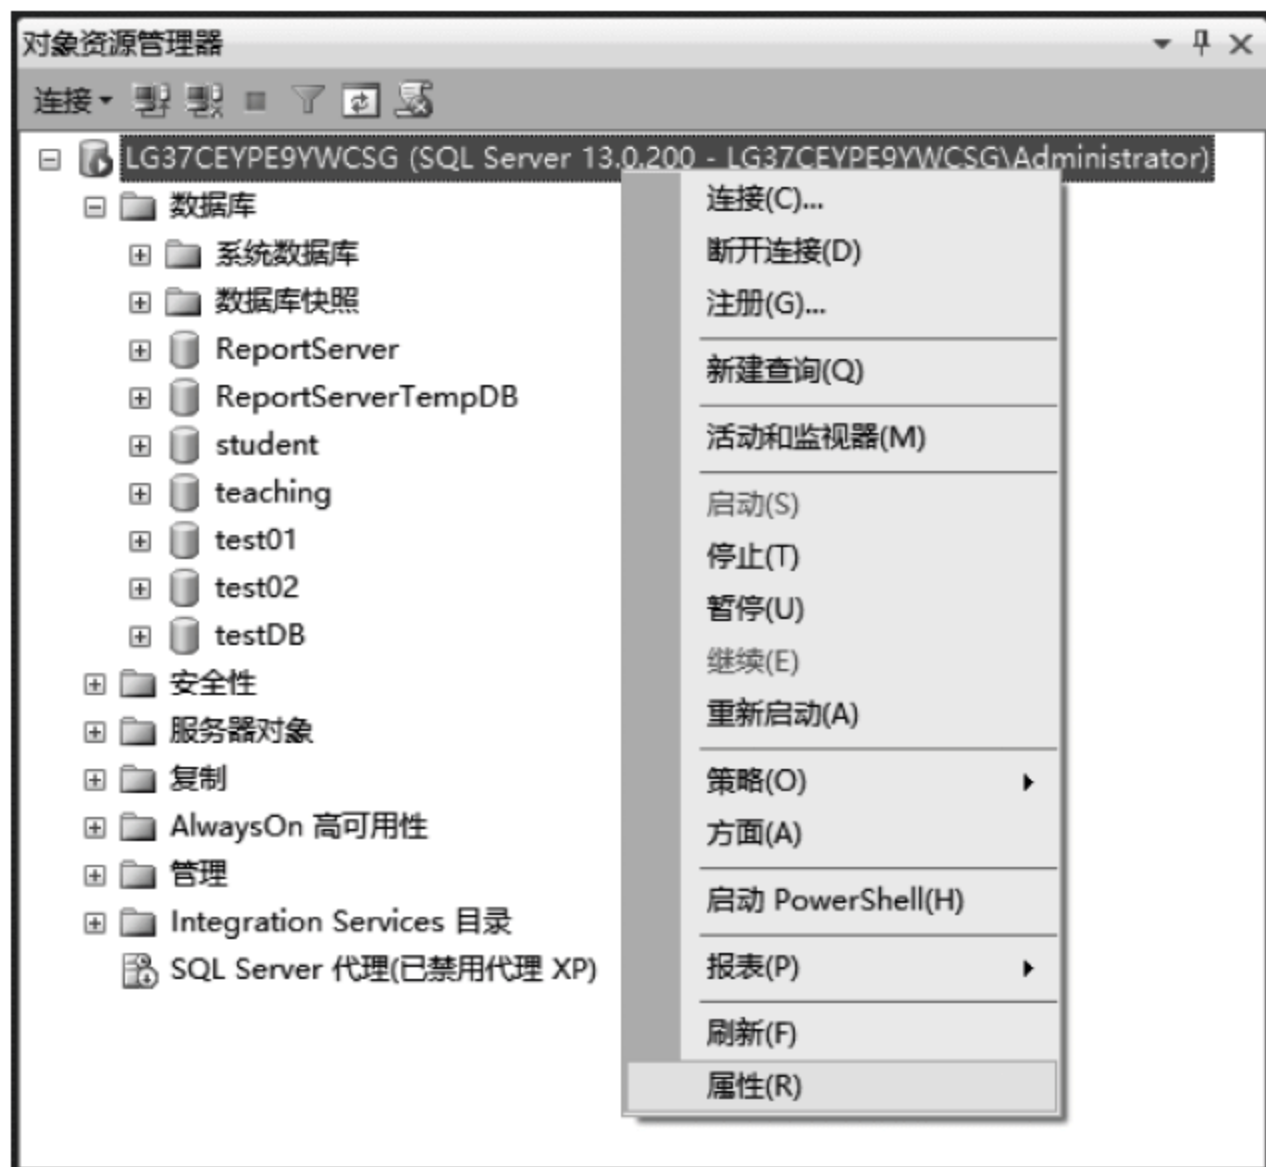 对象资源管理器
连接
LG37CEYPE9YWCSG (SQL Server 13.0.200 - LG37CEYPE9YWCSG\Administrator)
数据库
系统数据库
数据库快照
ReportServer
ReportServerTempDB
student
teaching
test01
test02
testDB
安全性
服务器对象
复制
AlwaysOn 高可用性
管理
Integration Services 目录
SQL Server 代理(已禁用代理 XP)
连接(C)...
断开连接(D)
注册(G)...
新建查询(Q)
活动和监视器(M)
启动(S)
停止(T)
暂停(U)
继续(E)
重新启动(A)
策略(O)
方面(A)
启动 PowerShell(H)
报表(P)
刷新(F)
属性(R)